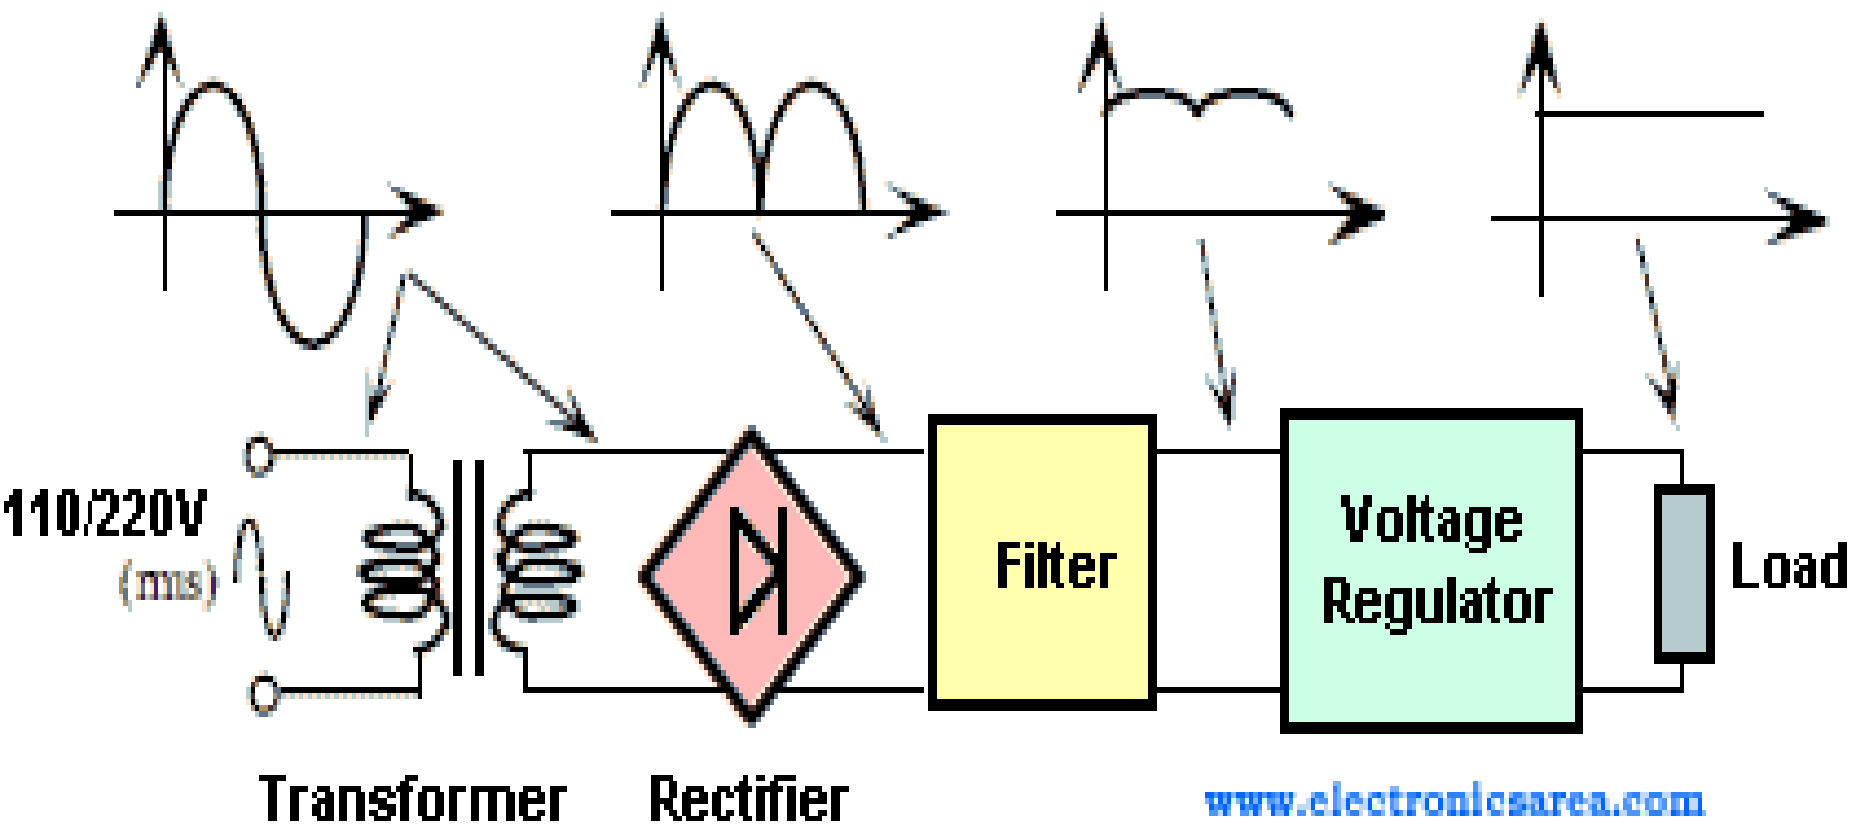 110/220V
(rms)
Filter
Voltage
Regulator
Load
Transformer
Rectifier
www.electronicsarea.com